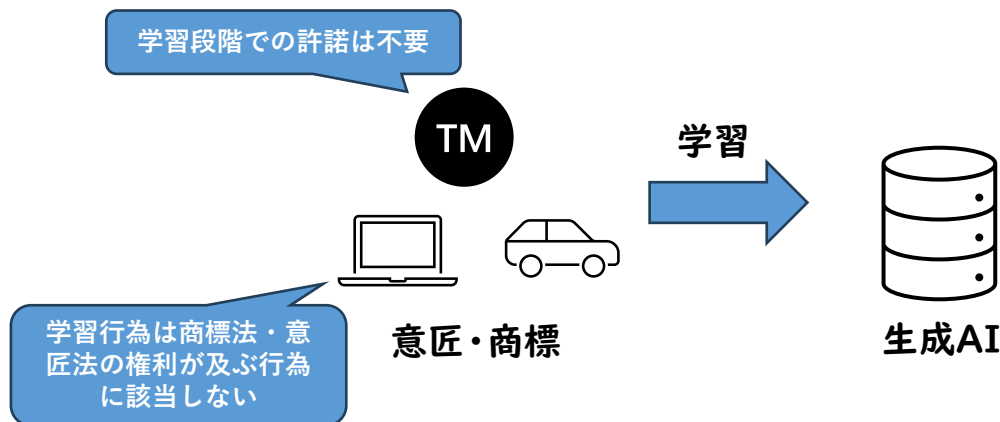 学習段階での許諾は不要
TM
学習
学習行為は商標法・意
匠法の権利が及ぶ行為
に該当しない
意匠・商標
生成AI